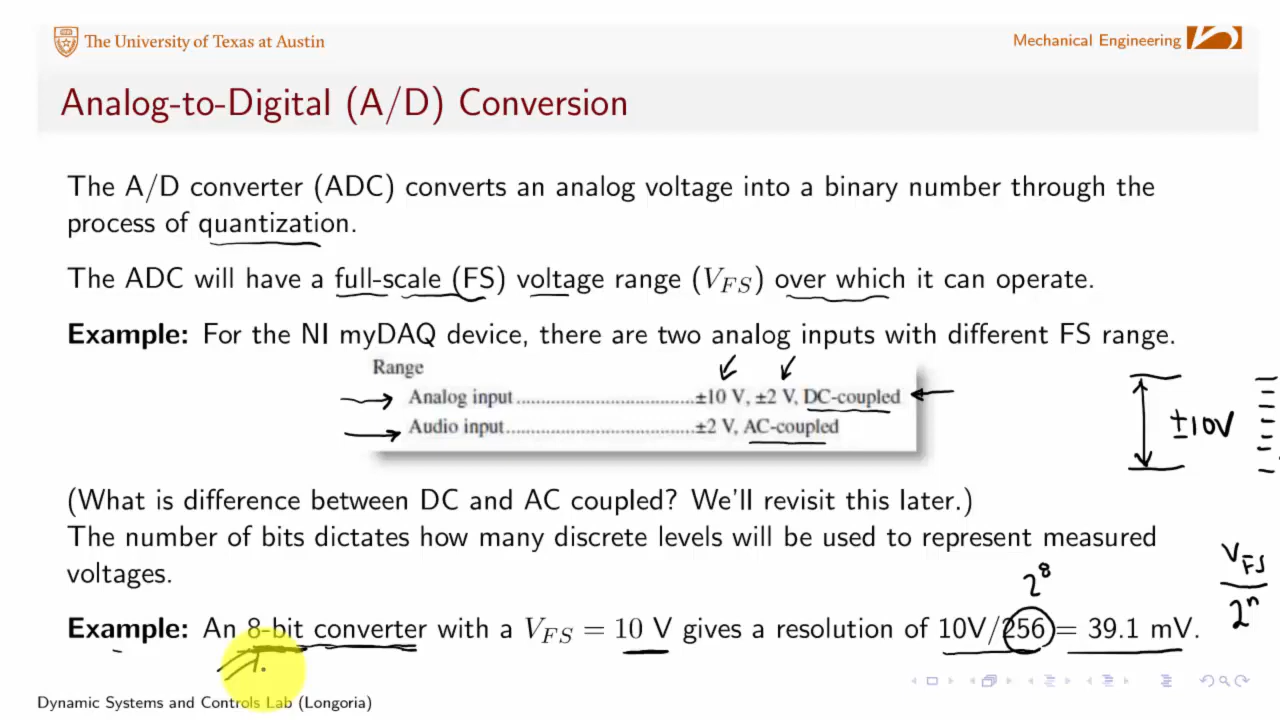 The University of Texas at Austin
Mechanical Engineering
Analog-to-Digital (A/D) Conversion
The A/D converter (ADC) converts an analog voltage into a binary number through the
process of quantization.
The ADC will have a full-scale (FS) voltage range (V_FS) over which it can operate.
Example: For the NI myDAQ device, there are two analog inputs with different FS range.
Range
Analog input ..................................... ±10 V, ±2 V, DC-coupled
Audio input ...................................... ±2 V, AC-coupled
±10V
(What is difference between DC and AC coupled? We'll revisit this later.)
The number of bits dictates how many discrete levels will be used to represent measured
voltages.
V_FS
2^n
2^8
Example: An 8-bit converter with a V_FS = 10 V gives a resolution of 10V/256 = 39.1 mV.
Dynamic Systems and Controls Lab (Longoria)